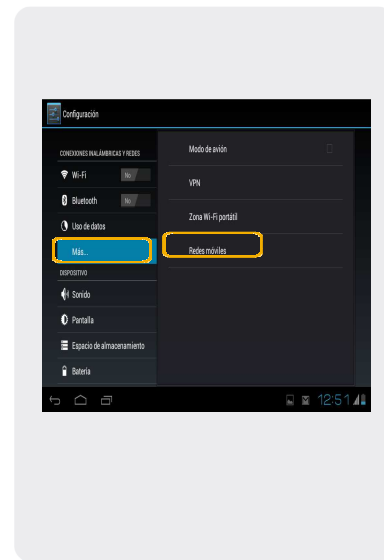 Configuración
CONEXIONES INALÁMBRICAS Y REDES
Wi-Fi
No
Bluetooth
No
Uso de datos
Más...
DISPOSITIVO
Sonido
Pantalla
Espacio de almacenamiento
Batería
Modo de avión
VPN
Zona Wi-Fi portátil
Redes móviles
12:51